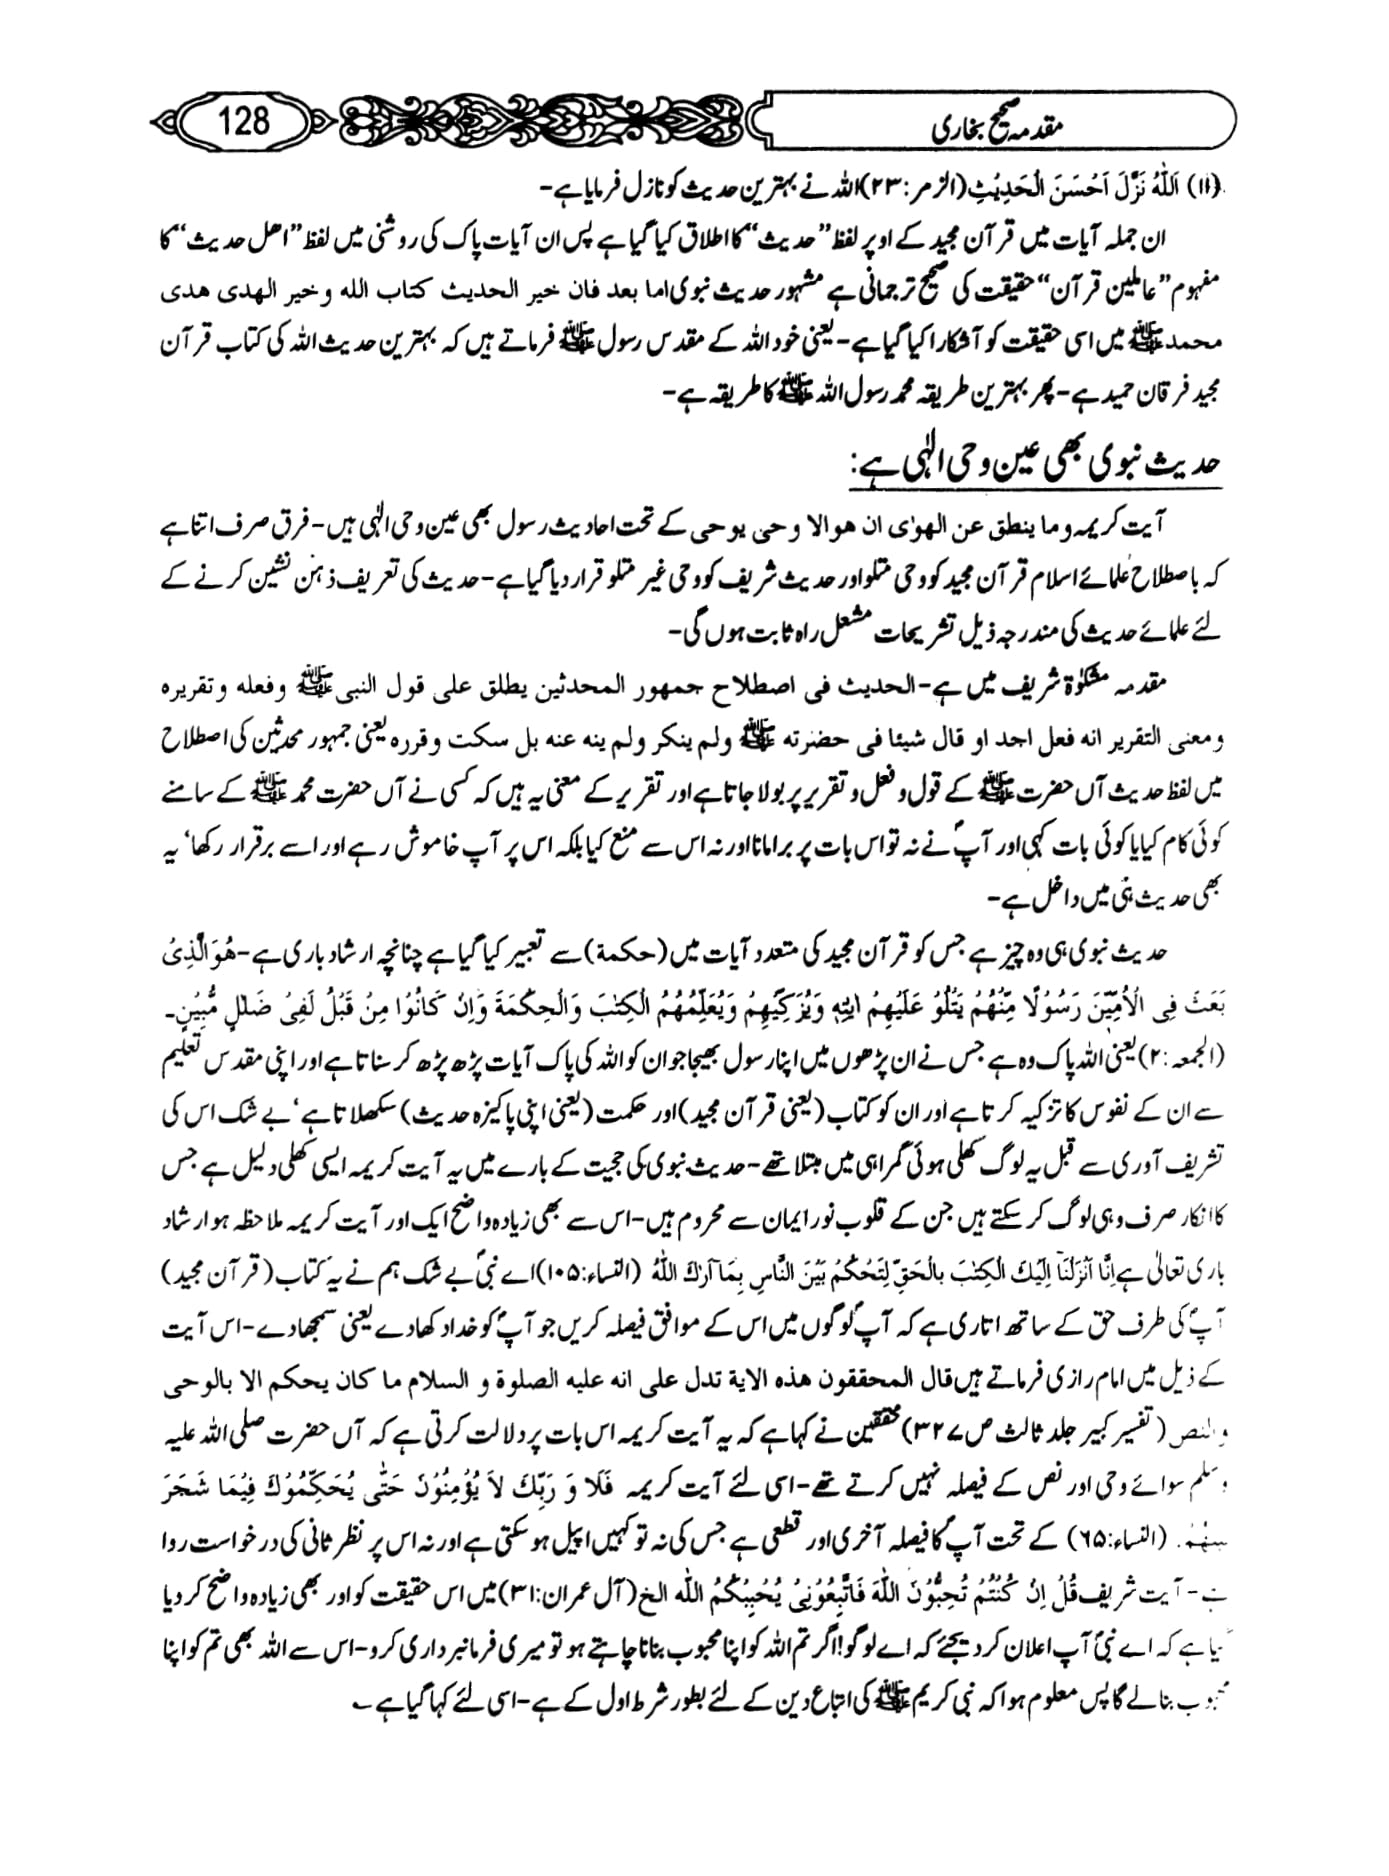 128
مقدمہ صحیح بخاری
(۱۱) اَللّٰهُ نَزَّلَ اَحْسَنَ الْحَدِيْثِ (الزمر:۲۳) اللہ نے بہترین حدیث کو نازل فرمایا ہے-
ان جملہ آیات میں قرآن مجید کے اوپر لفظ ”حدیث“ کا اطلاق کیا گیا ہے پس ان آیات پاک کی روشنی میں لفظ ”اھل حدیث“ کا
مفہوم ”عاملین قرآن“ حقیقت کی صحیح ترجمانی ہے مشہور حدیث نبوی اما بعد فان خیر الحدیث کتاب الله و خیر الهدی هدی
محمد ﷺ میں اسی حقیقت کو آشکارا کیا گیا ہے- یعنی خود اللہ کے مقدس رسول ﷺ فرماتے ہیں کہ بہترین حدیث اللہ کی کتاب قرآن
مجید فرقان حمید ہے- پھر بہترین طریقہ محمد رسول اللہ ﷺ کا طریقہ ہے-
حدیث نبوی بھی عین وحی الٰہی ہے:
آیت کریمہ وما ینطق عن الهوٰی ان هو الا وحی یوحی کے تحت احادیث رسول بھی عین وحی الٰہی ہیں- فرق صرف اتنا ہے
کہ باصطلاح علمائے اسلام قرآن مجید کو وحی متلو اور حدیث شریف کو وحی غیر متلو قرار دیا گیا ہے- حدیث کی تعریف ذہن نشین کرنے کے
لئے علمائے حدیث کی مندرجہ ذیل تشریحات مشعل راہ ثابت ہوں گی-
مقدمہ مشکوٰۃ شریف میں ہے- الحدیث فی اصطلاح جمهور المحدثین یطلق علی قول النبی ﷺ وفعله وتقریره
ومعنی التقریر انه فعل احد او قال شیئا فی حضرته ﷺ ولم ینکر ولم ینه عنه بل سکت وقرره یعنی جمہور محدثین کی اصطلاح
میں لفظ حدیث آں حضرت ﷺ کے قول و فعل و تقریر پر بولا جاتا ہے اور تقریر کے معنی یہ ہیں کہ کسی نے آں حضرت محمد ﷺ کے سامنے
کوئی کام کیا یا کوئی بات کہی اور آپؐ نے نہ تو اس بات پر برا مانا اور نہ اس سے منع کیا بلکہ اس پر آپ خاموش رہے اور اسے برقرار رکھا‘ یہ
بھی حدیث ہی میں داخل ہے-
حدیث نبوی ہی وہ چیز ہے جس کو قرآن مجید کی متعدد آیات میں (حکمة) سے تعبیر کیا گیا ہے چنانچہ ارشاد باری ہے- هُوَ الَّذِیْ
بَعَثَ فِی الْاُمِّیّٖنَ رَسُوْلًا مِّنْهُمْ یَتْلُوْ عَلَیْهِمْ اٰیٰتِهٖ وَیُزَکِّیْهِمْ وَیُعَلِّمُهُمُ الْکِتٰبَ وَالْحِکْمَةَ وَاِنْ کَانُوْا مِنْ قَبْلُ لَفِیْ ضَلٰلٍ مُّبِیْنٍ-
(الجمعہ:۲) یعنی اللہ پاک وہ ہے جس نے ان پڑھوں میں اپنا رسول بھیجا جو ان کو اللہ کی پاک آیات پڑھ پڑھ کر سناتا ہے اور اپنی مقدس تعلیم
سے ان کے نفوس کا تزکیہ کرتا ہے اور ان کو کتاب (یعنی قرآن مجید) اور حکمت (یعنی اپنی پاکیزہ حدیث) سکھلاتا ہے‘ بے شک اس کی
تشریف آوری سے قبل یہ لوگ کھلی ہوئی گمراہی میں مبتلا تھے- حدیث نبوی کی حجیت کے بارے میں یہ آیت کریمہ ایسی کھلی دلیل ہے جس
کا انکار صرف وہی لوگ کر سکتے ہیں جن کے قلوب نور ایمان سے محروم ہیں- اس سے بھی زیادہ واضح ایک اور آیت کریمہ ملاحظہ ہو ارشاد
باری تعالیٰ ہے اِنَّا اَنْزَلْنَا اِلَیْكَ الْکِتٰبَ بِالْحَقِّ لِتَحْکُمَ بَیْنَ النَّاسِ بِمَا اَرٰكَ اللّٰهُ (النساء:۱۰۵) اے نبیؐ بے شک ہم نے یہ کتاب (قرآن مجید)
آپؐ کی طرف حق کے ساتھ اتاری ہے کہ آپؐ لوگوں میں اس کے موافق فیصلہ کریں جو آپؐ کو خدا دکھادے یعنی سمجھا دے- اس آیت
کے ذیل میں امام رازی فرماتے ہیں قال المحققون هذه الایة تدل علی انه علیه الصلوة و السلام ما کان یحکم الا بالوحی
والنص (تفسیر کبیر جلد ثالث ص ۳۲۷) محققین نے کہا ہے کہ یہ آیت کریمہ اس بات پر دلالت کرتی ہے کہ آں حضرت صلی اللہ علیہ
وسلم سوائے وحی اور نص کے فیصلہ نہیں کرتے تھے- اسی لئے آیت کریمہ فَلَا وَ رَبِّكَ لَا یُؤْمِنُوْنَ حَتّٰی یُحَکِّمُوْكَ فِیْمَا شَجَرَ
بینهم (النساء:۶۵) کے تحت آپؐ کا فیصلہ آخری اور قطعی ہے جس کی نہ تو کہیں اپیل ہو سکتی ہے اور نہ اس پر نظر ثانی کی درخواست روا
- آیت شریف قُلْ اِنْ کُنْتُمْ تُحِبُّوْنَ اللّٰهَ فَاتَّبِعُوْنِیْ یُحْبِبْکُمُ اللّٰه الخ (آل عمران:۳۱) میں اس حقیقت کو اور بھی زیادہ واضح کر دیا
ہے کہ اے نبیؐ آپ اعلان کر دیجئے کہ اے لوگو! اگر تم اللہ کو اپنا محبوب بنانا چاہتے ہو تو میری فرمانبرداری کرو- اس سے اللہ بھی تم کو اپنا
محبوب بنا لے گا پس معلوم ہوا کہ نبی کریم ﷺ کی اتباع دین کے لئے بطور شرط اول کے ہے- اسی لئے کہا گیا ہے